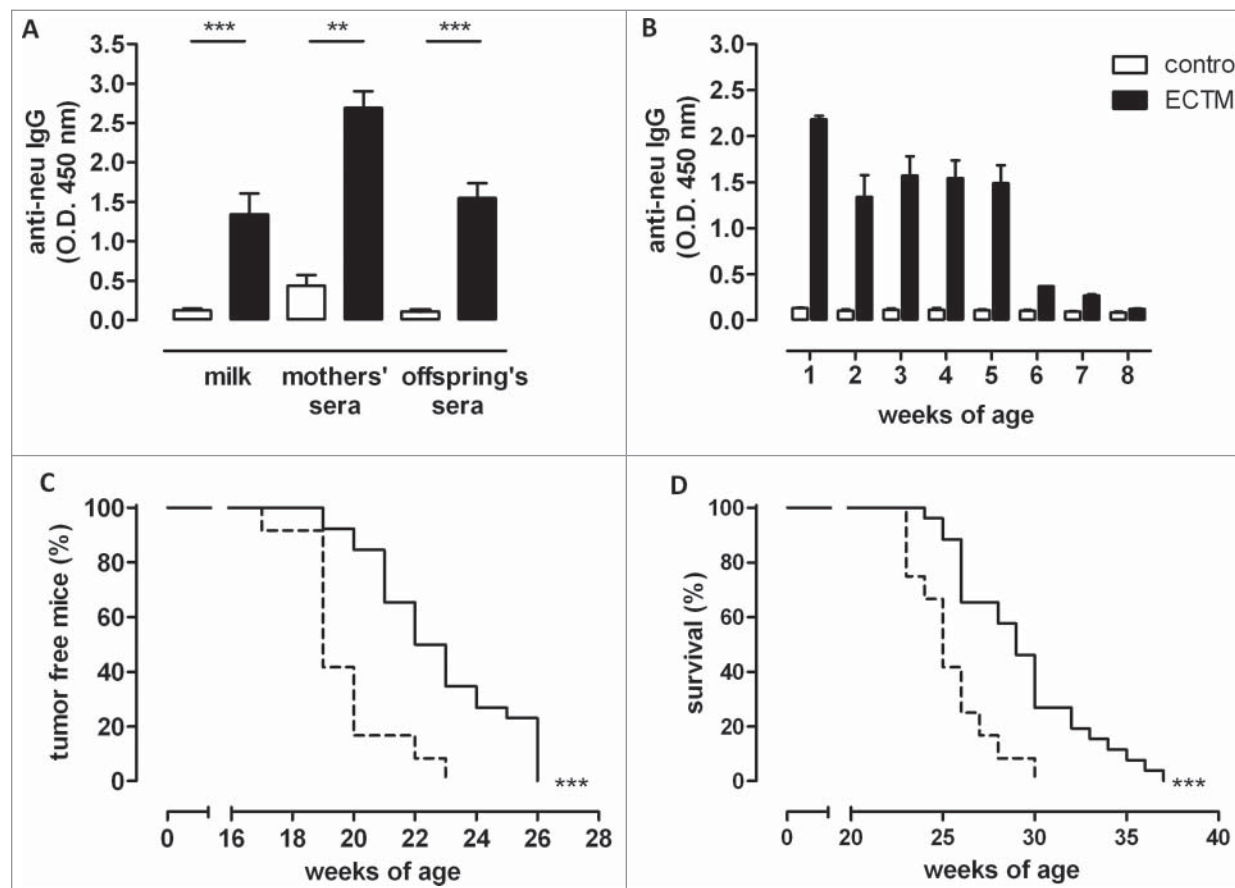 A
*** ** ***
anti-neu IgG
(O.D. 450 nm)
3.5
3.0
2.5
2.0
1.5
1.0
0.5
0.0
milk mothers' offspring's
sera sera
B
contro
ECTM
anti-neu IgG
(O.D. 450 nm)
3.0
2.5
2.0
1.5
1.0
0.5
0.0
1 2 3 4 5 6 7 8
weeks of age
C
tumor free mice (%)
100
80
60
40
20
0
***
0 16 18 20 22 24 26 28
weeks of age
D
survival (%)
100
80
60
40
20
0
***
0 20 25 30 35 40
weeks of age